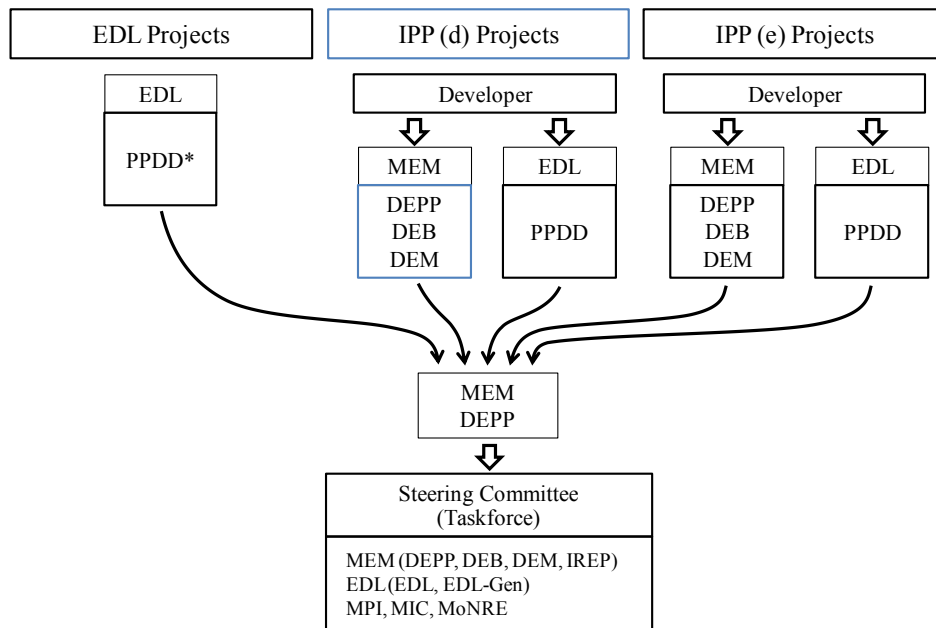 EDL Projects
IPP (d) Projects
IPP (e) Projects
EDL
PPDD*
Developer
MEM
DEPP
DEB
DEM
EDL
PPDD
Developer
MEM
DEPP
DEB
DEM
EDL
PPDD
MEM
DEPP
Steering Committee
(Taskforce)
MEM (DEPP, DEB, DEM, IREP)
EDL (EDL, EDL-Gen)
MPI, MIC, MoNRE